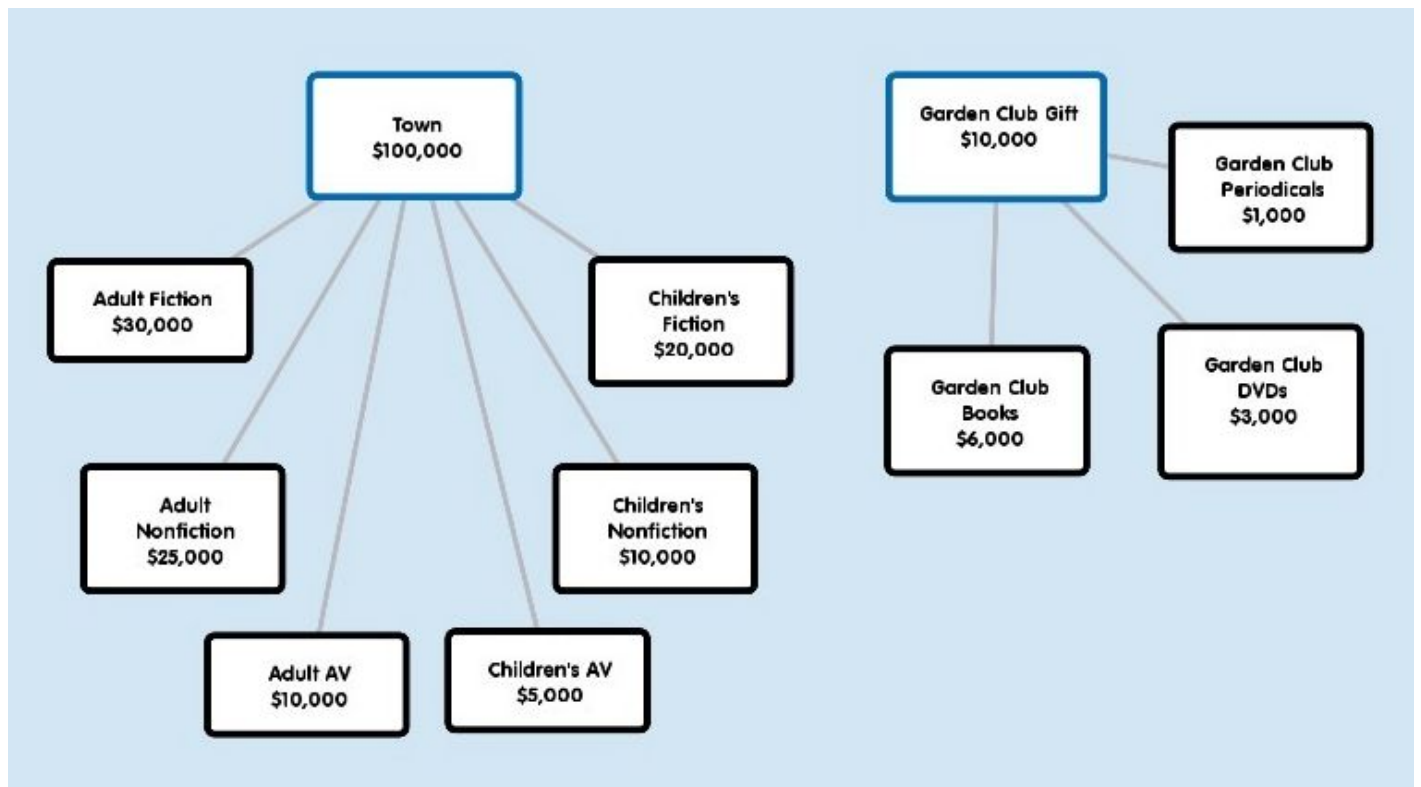 Town
$100,000
Garden Club Gift
$10,000
Garden Club
Periodicals
$1,000
Adult Fiction
$30,000
Children's
Fiction
$20,000
Garden Club
Books
$6,000
Garden Club
DVDs
$3,000
Adult
Nonfiction
$25,000
Children's
Nonfiction
$10,000
Adult AV
$10,000
Children's AV
$5,000